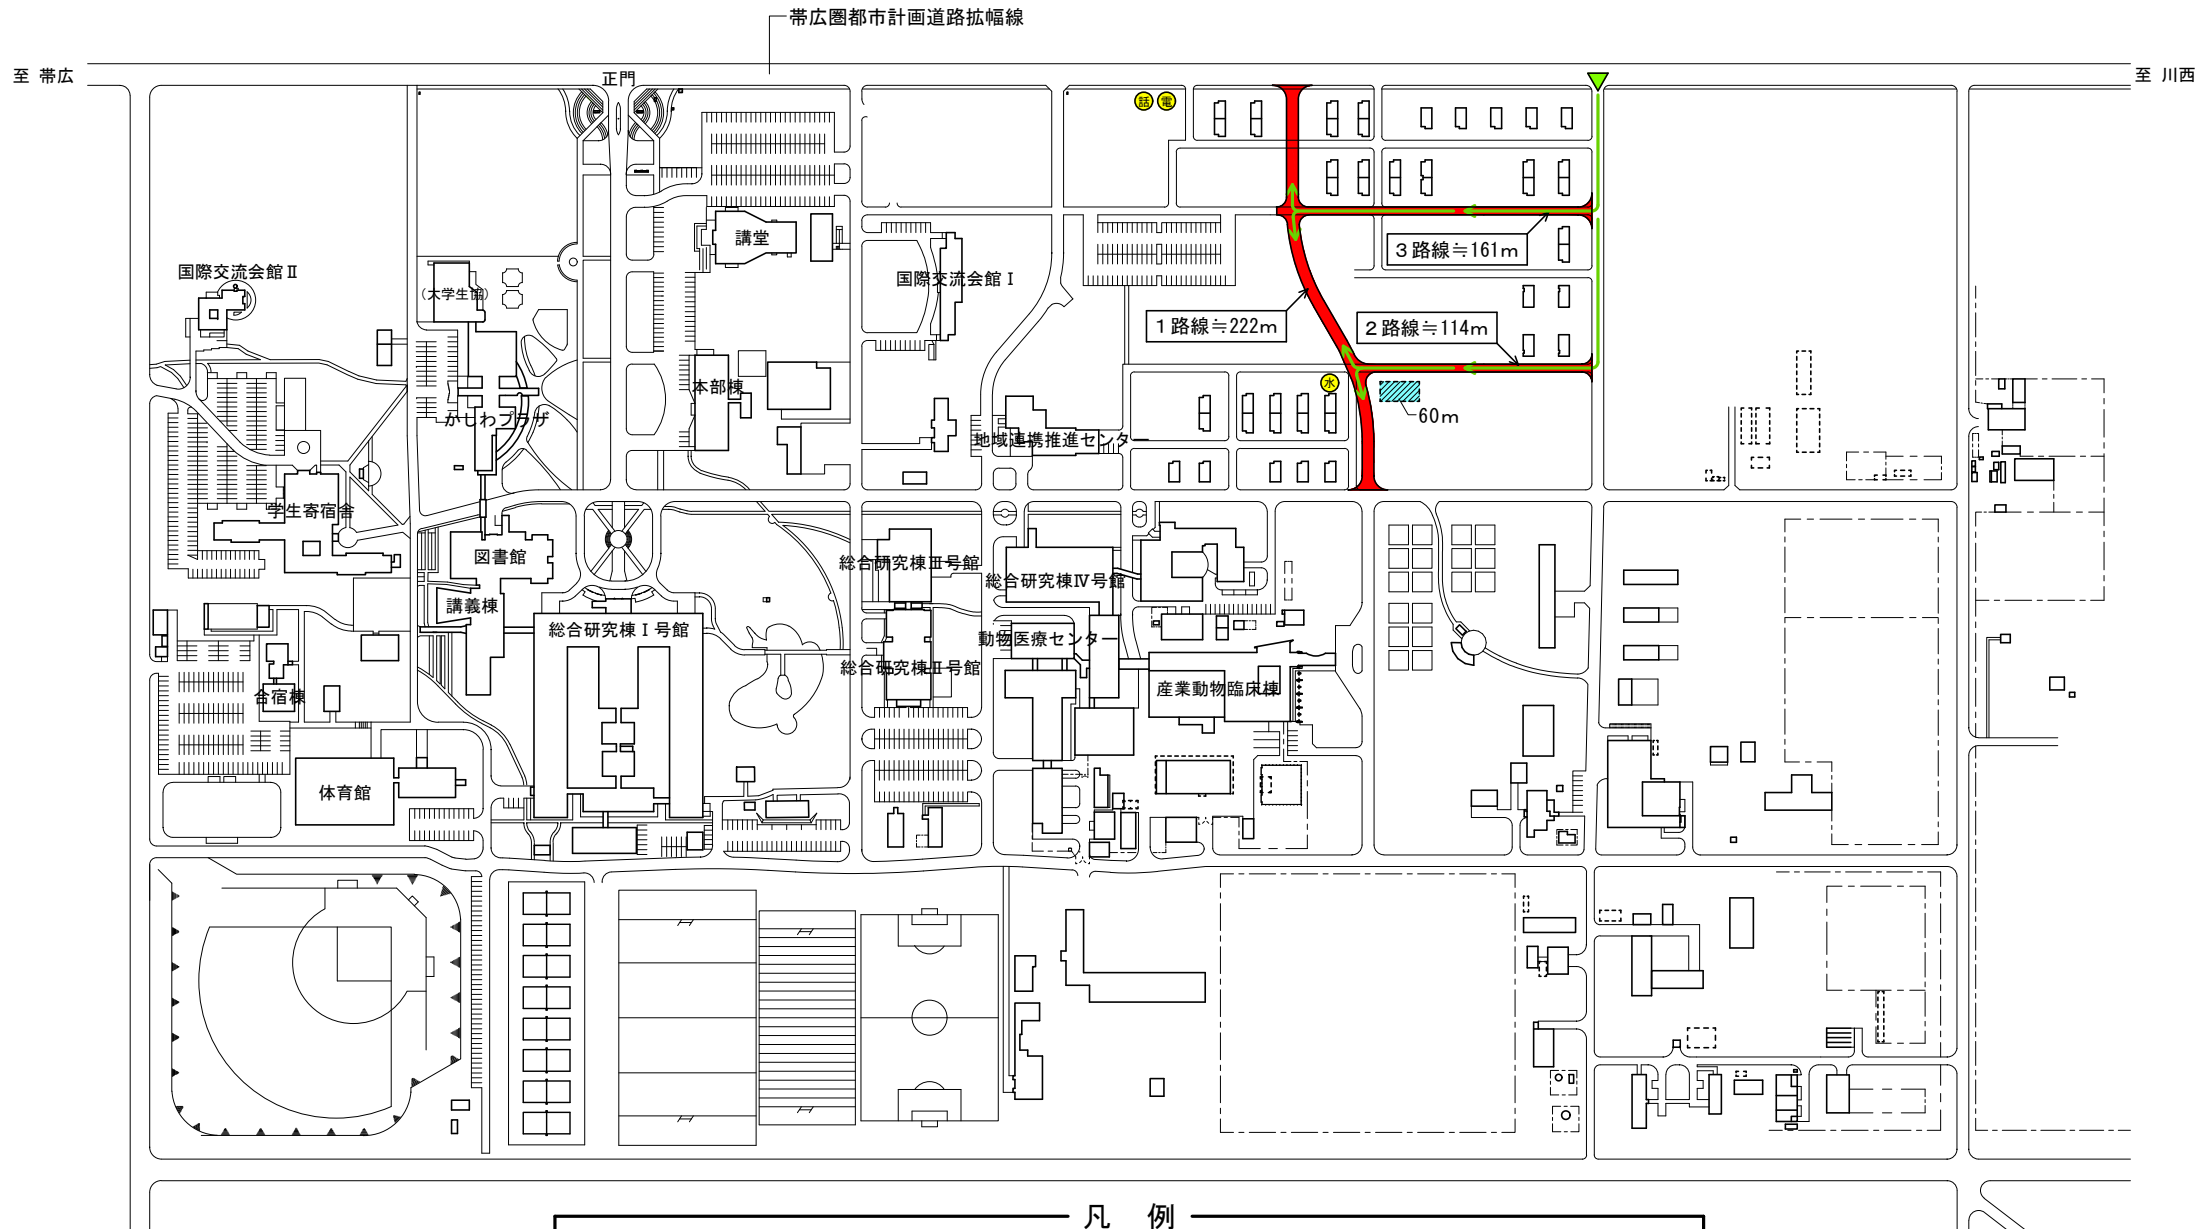 帯広圏都市計画道路拡幅線
至 帯広
正門
至 川西
話
電
講堂
3路線≒161m
国際交流会館Ⅱ
国際交流会館Ⅰ
(大学生協)
1路線≒222m
2路線≒114m
水
本部棟
60m
かしわプラザ
地域連携推進センター
学生寄宿舎
図書館
総合研究棟Ⅲ号館
総合研究棟Ⅳ号館
講義棟
総合研究棟Ⅰ号館
動物医療センター
総合研究棟Ⅱ号館
産業動物臨床棟
合宿棟
体育館
凡 例